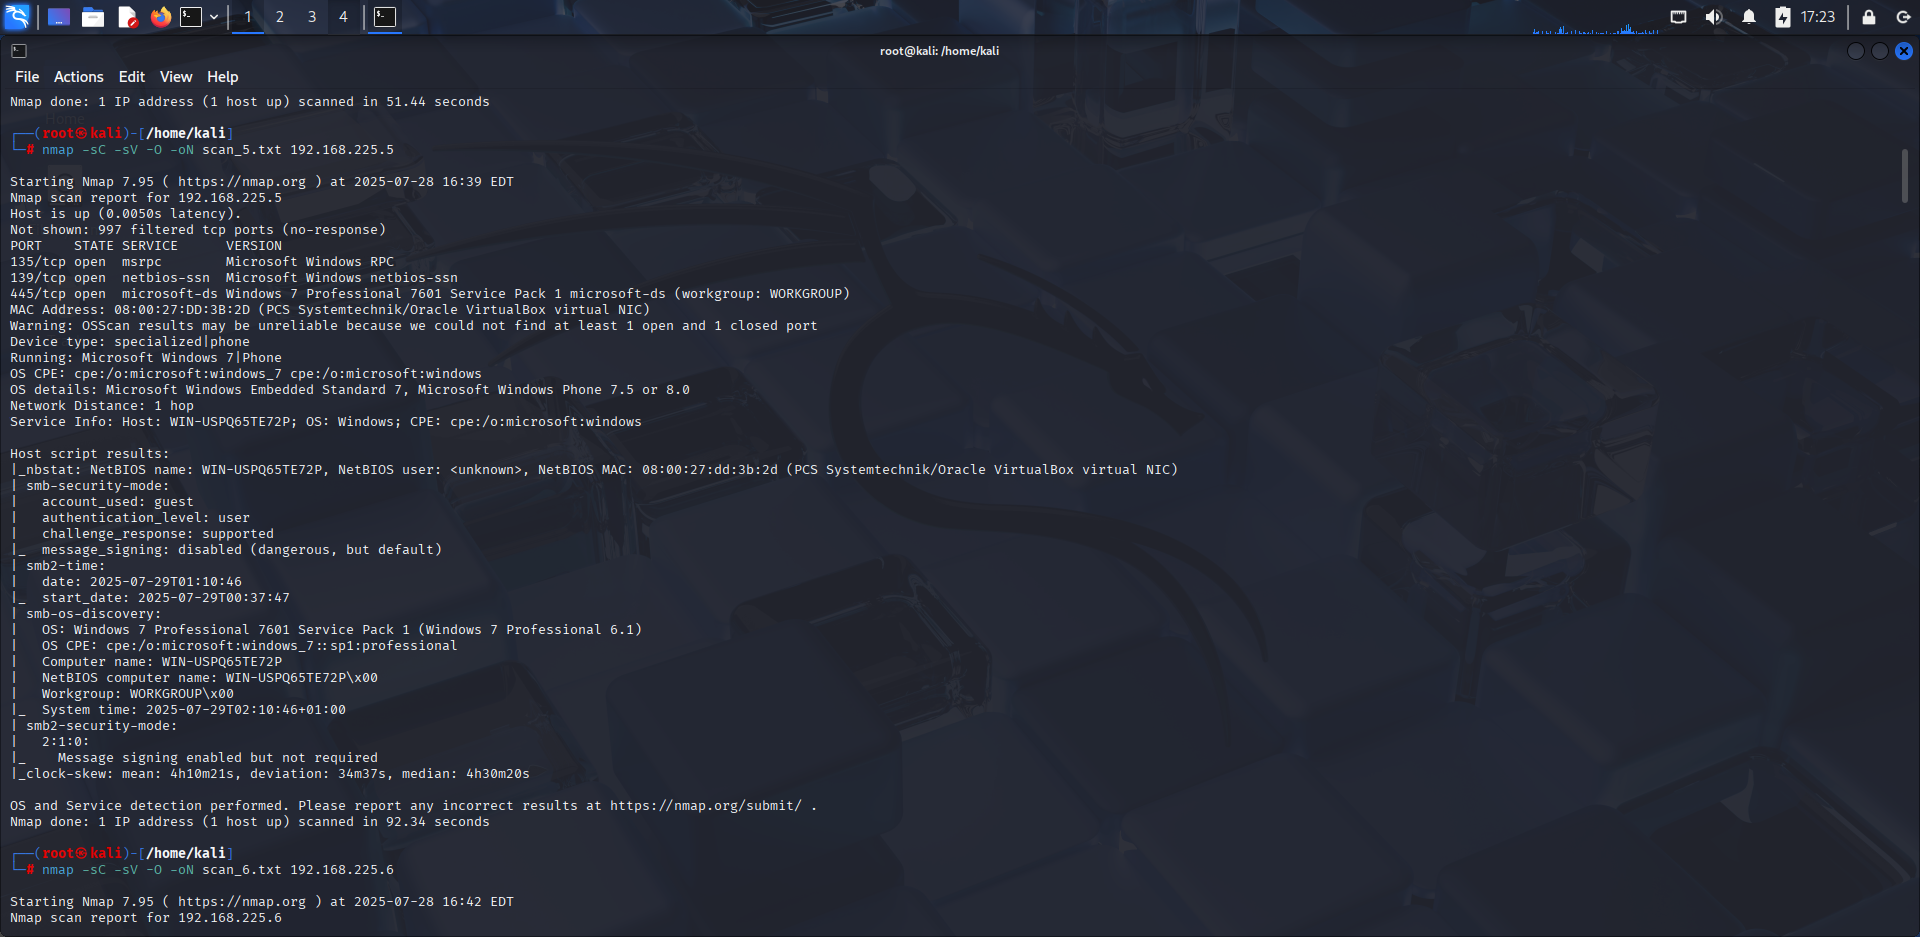 1 2 3 4 17:23
root@kali: /home/kali
File Actions Edit View Help
Nmap done: 1 IP address (1 host up) scanned in 51.44 seconds
Home
┌──(root㉿kali)-[/home/kali]
└─# nmap -sC -sV -O -oN scan_5.txt 192.168.225.5
Starting Nmap 7.95 ( https://nmap.org ) at 2025-07-28 16:39 EDT
Nmap scan report for 192.168.225.5
Host is up (0.0050s latency).
Not shown: 997 filtered tcp ports (no-response)
PORT    STATE SERVICE      VERSION
135/tcp open  msrpc        Microsoft Windows RPC
139/tcp open  netbios-ssn  Microsoft Windows netbios-ssn
445/tcp open  microsoft-ds Windows 7 Professional 7601 Service Pack 1 microsoft-ds (workgroup: WORKGROUP)
MAC Address: 08:00:27:DD:3B:2D (PCS Systemtechnik/Oracle VirtualBox virtual NIC)
Warning: OSScan results may be unreliable because we could not find at least 1 open and 1 closed port
Device type: specialized|phone
Running: Microsoft Windows 7|Phone
OS CPE: cpe:/o:microsoft:windows_7 cpe:/o:microsoft:windows
OS details: Microsoft Windows Embedded Standard 7, Microsoft Windows Phone 7.5 or 8.0
Network Distance: 1 hop
Service Info: Host: WIN-USPQ65TE72P; OS: Windows; CPE: cpe:/o:microsoft:windows
Host script results:
|_nbstat: NetBIOS name: WIN-USPQ65TE72P, NetBIOS user: <unknown>, NetBIOS MAC: 08:00:27:dd:3b:2d (PCS Systemtechnik/Oracle VirtualBox virtual NIC)
| smb-security-mode:
|   account_used: guest
|   authentication_level: user
|   challenge_response: supported
|_  message_signing: disabled (dangerous, but default)
| smb2-time:
|   date: 2025-07-29T01:10:46
|_  start_date: 2025-07-29T00:37:47
| smb-os-discovery:
|   OS: Windows 7 Professional 7601 Service Pack 1 (Windows 7 Professional 6.1)
|   OS CPE: cpe:/o:microsoft:windows_7::sp1:professional
|   Computer name: WIN-USPQ65TE72P
|   NetBIOS computer name: WIN-USPQ65TE72P\x00
|   Workgroup: WORKGROUP\x00
|_  System time: 2025-07-29T02:10:46+01:00
| smb2-security-mode:
|   2:1:0:
|_    Message signing enabled but not required
|_clock-skew: mean: 4h10m21s, deviation: 34m37s, median: 4h30m20s
OS and Service detection performed. Please report any incorrect results at https://nmap.org/submit/ .
Nmap done: 1 IP address (1 host up) scanned in 92.34 seconds
┌──(root㉿kali)-[/home/kali]
└─# nmap -sC -sV -O -oN scan_6.txt 192.168.225.6
Starting Nmap 7.95 ( https://nmap.org ) at 2025-07-28 16:42 EDT
Nmap scan report for 192.168.225.6